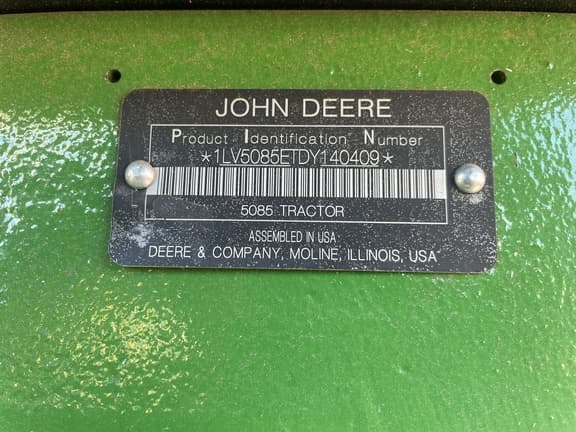 JOHN DEERE
Product Identification Number
*1LV5085ETDY140409*
5085 TRACTOR
ASSEMBLED IN USA
DEERE & COMPANY, MOLINE, ILLINOIS, USA